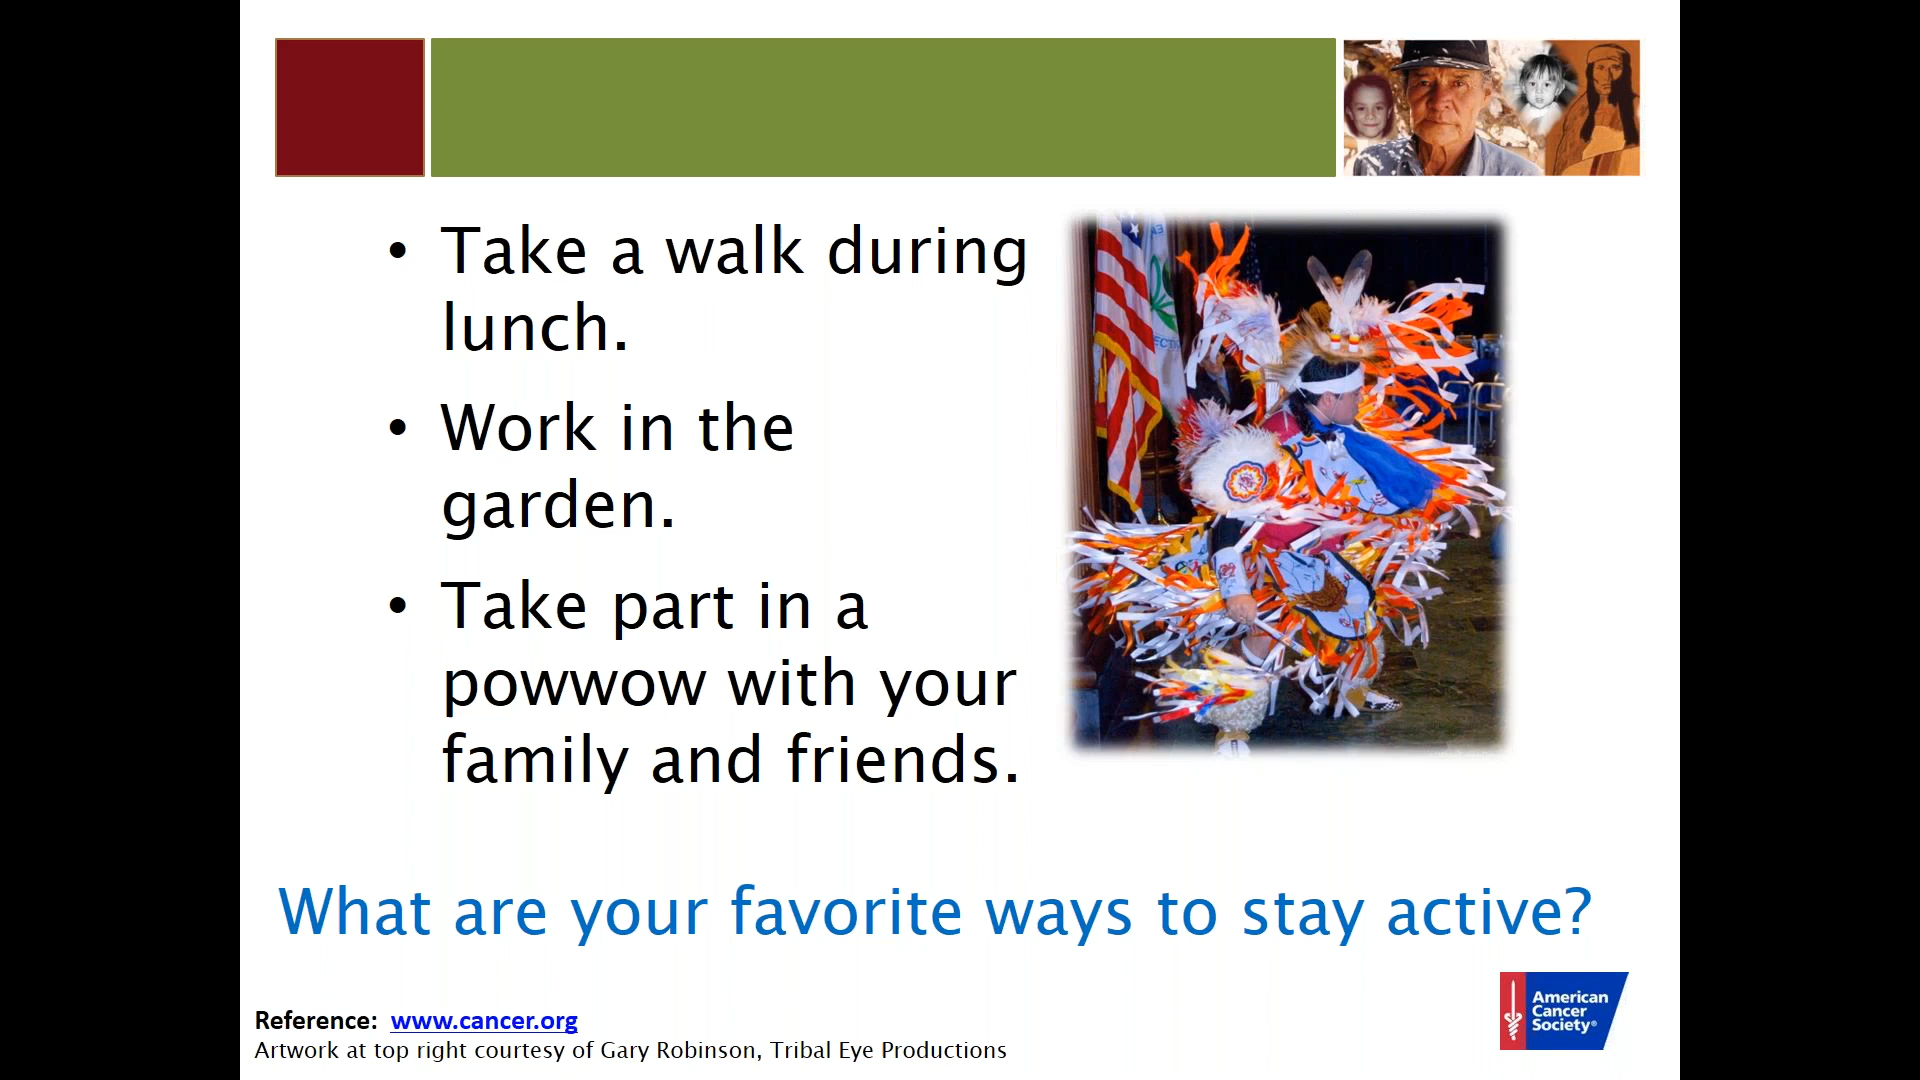 • Take a walk during
lunch.
• Work in the
garden.
• Take part in a
powwow with your
family and friends.
What are your favorite ways to stay active?
Reference: www.cancer.org
Artwork at top right courtesy of Gary Robinson, Tribal Eye Productions
American
Cancer
Society®